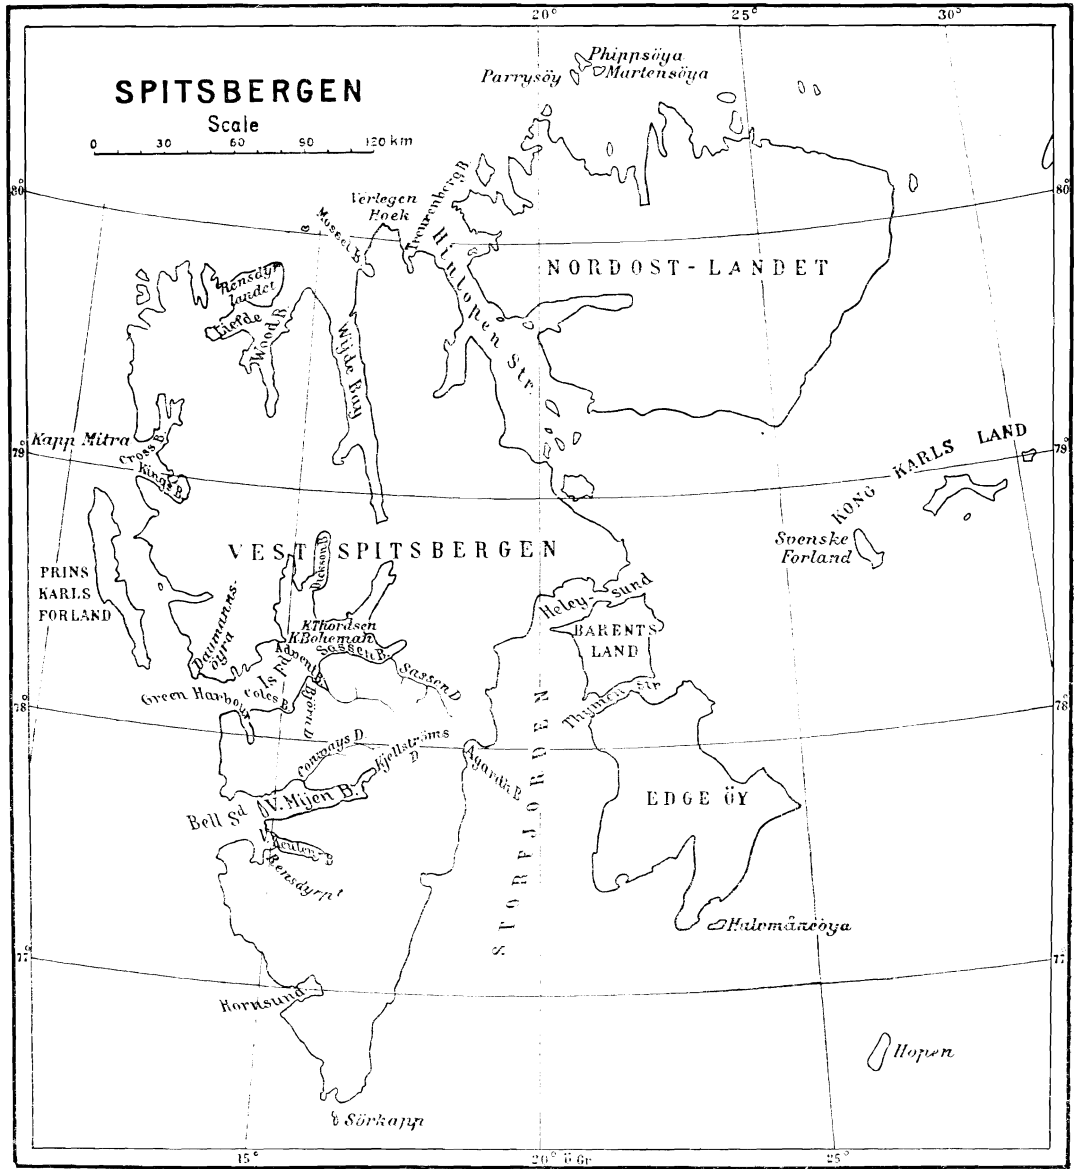 20° 25° 30°
Phippsöya
Parrysöy Martensöya
SPITSBERGEN
Scale
0 30 60 90 120 km
80° 80°
Verlegen
Hoek
Treurenberg B.
Mossel B.
Hinlopen Str.
NORDOST-LANDET
Rensdyr
landet
Liefde
Wood B.
Wijde Bay
Kapp Mitra
79° 79°
Cross B.
Kings B.
KONG KARLS LAND
Svenske
Forland
VEST SPITSBERGEN
Dickson B
PRINS
KARLS
FORLAND
Heley-sund
BARENTS
LAND
Daumanns-
öyra
K Thordsen
K. Boheman
Sassen B.
Advent B.
Is Fd
Sassen D
Green Harbour
Coles B.
Björn D
78° 78°
Thymen Str
Conways D.
Kjellströms
D
Agardh B
STORFJORDEN
EDGE ÖY
Bell Sd
V. Mijen B.
V. Keulen-B
Rensdyrpt
Halvmåneöya
77° 77°
Hornsund
Hopen
Sörkapp
15° 20° ö Gr 25°